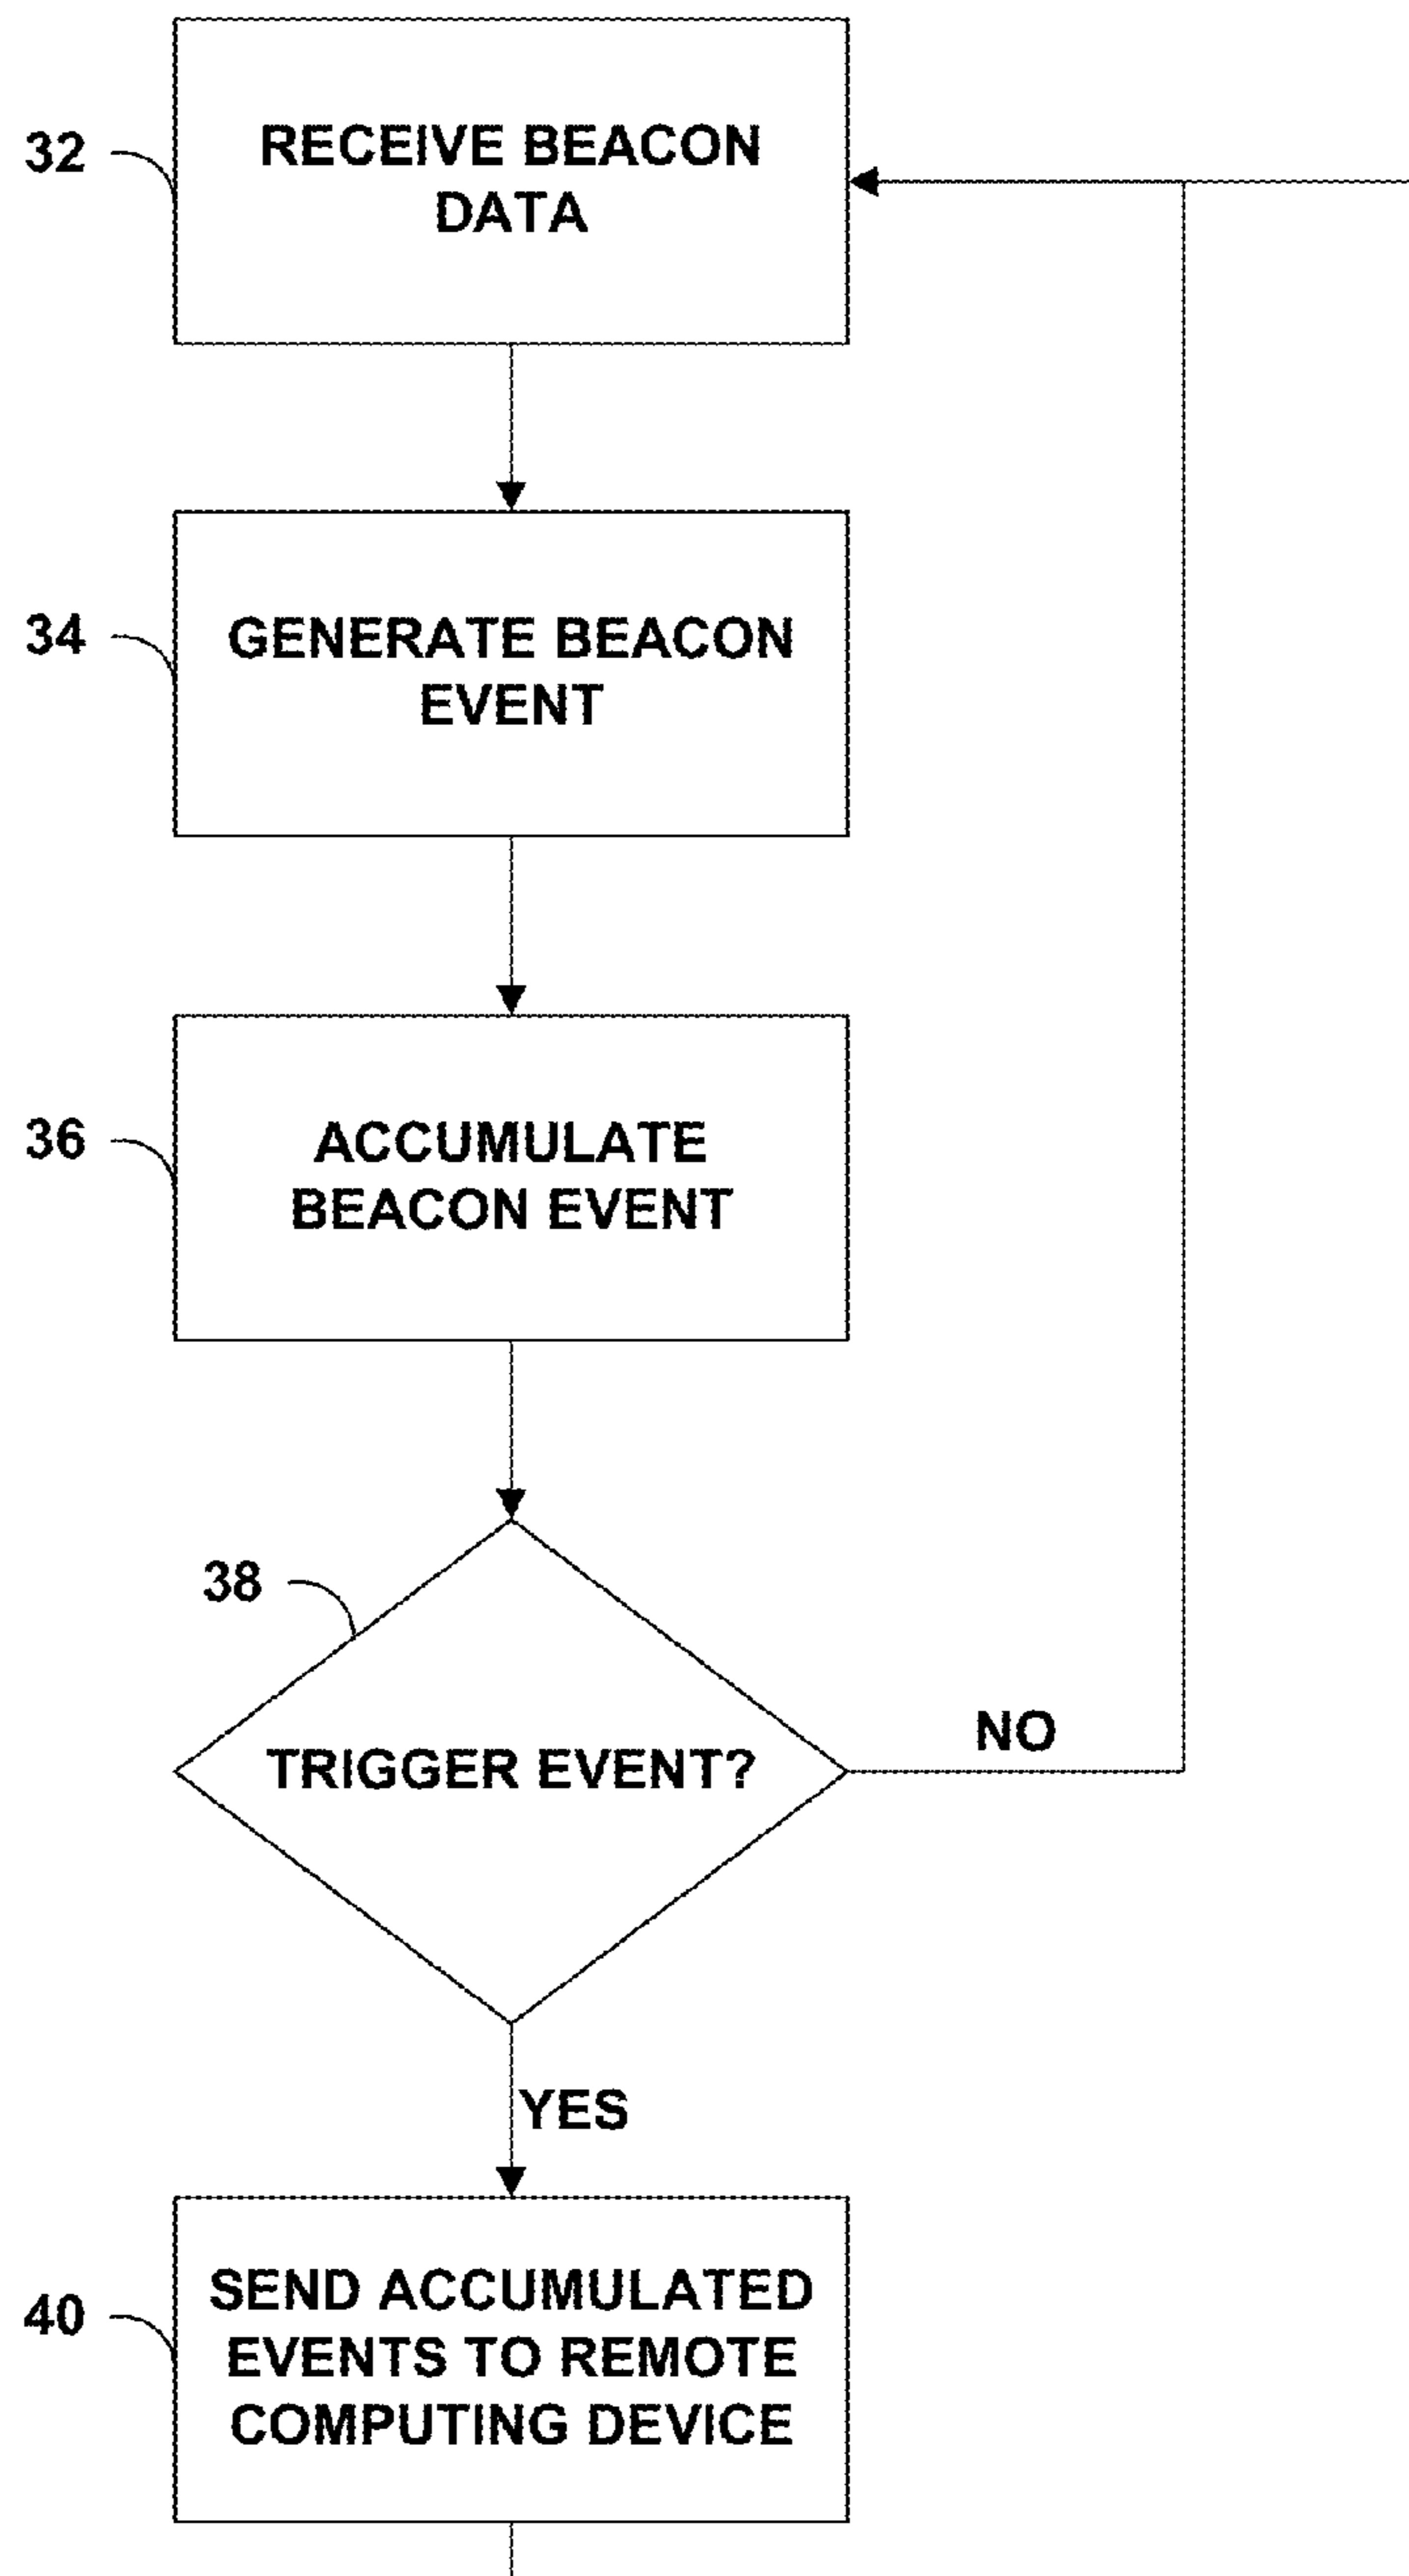 32
RECEIVE BEACON
DATA
34
GENERATE BEACON
EVENT
36
ACCUMULATE
BEACON EVENT
38
TRIGGER EVENT?
NO
YES
40
SEND ACCUMULATED
EVENTS TO REMOTE
COMPUTING DEVICE